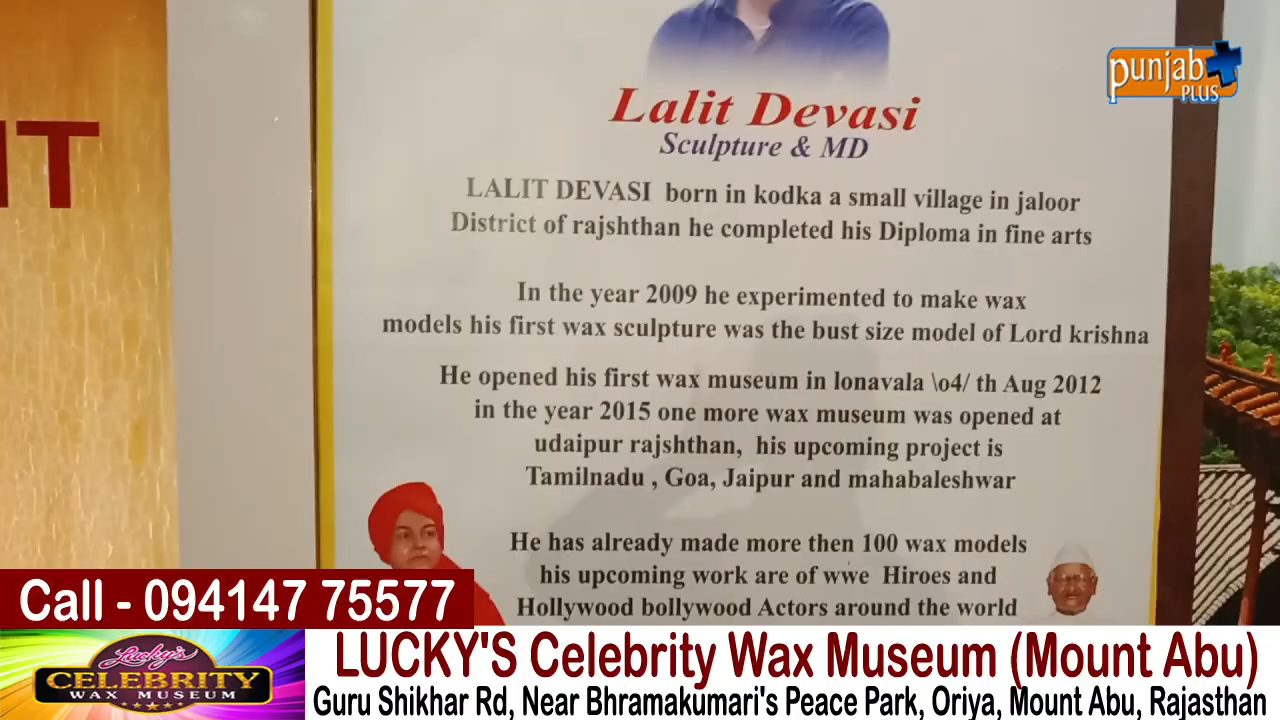 punjab
PLUS
IT
Lalit Devasi
Sculpture & MD
LALIT DEVASI born in kodka a small village in jaloor
District of rajshthan he completed his Diploma in fine arts
In the year 2009 he experimented to make wax
models his first wax sculpture was the bust size model of Lord krishna
He opened his first wax museum in lonavala \o4/ th Aug 2012
in the year 2015 one more wax museum was opened at
udaipur rajshthan, his upcoming project is
Tamilnadu , Goa, Jaipur and mahabaleshwar
He has already made more then 100 wax models
his upcoming work are of wwe Hiroes and
Hollywood bollywood Actors around the world
Call - 094147 75577
Lucky's
CELEBRITY
WAX MUSEUM
LUCKY'S Celebrity Wax Museum (Mount Abu)
Guru Shikhar Rd, Near Bhramakumari's Peace Park, Oriya, Mount Abu, Rajasthan